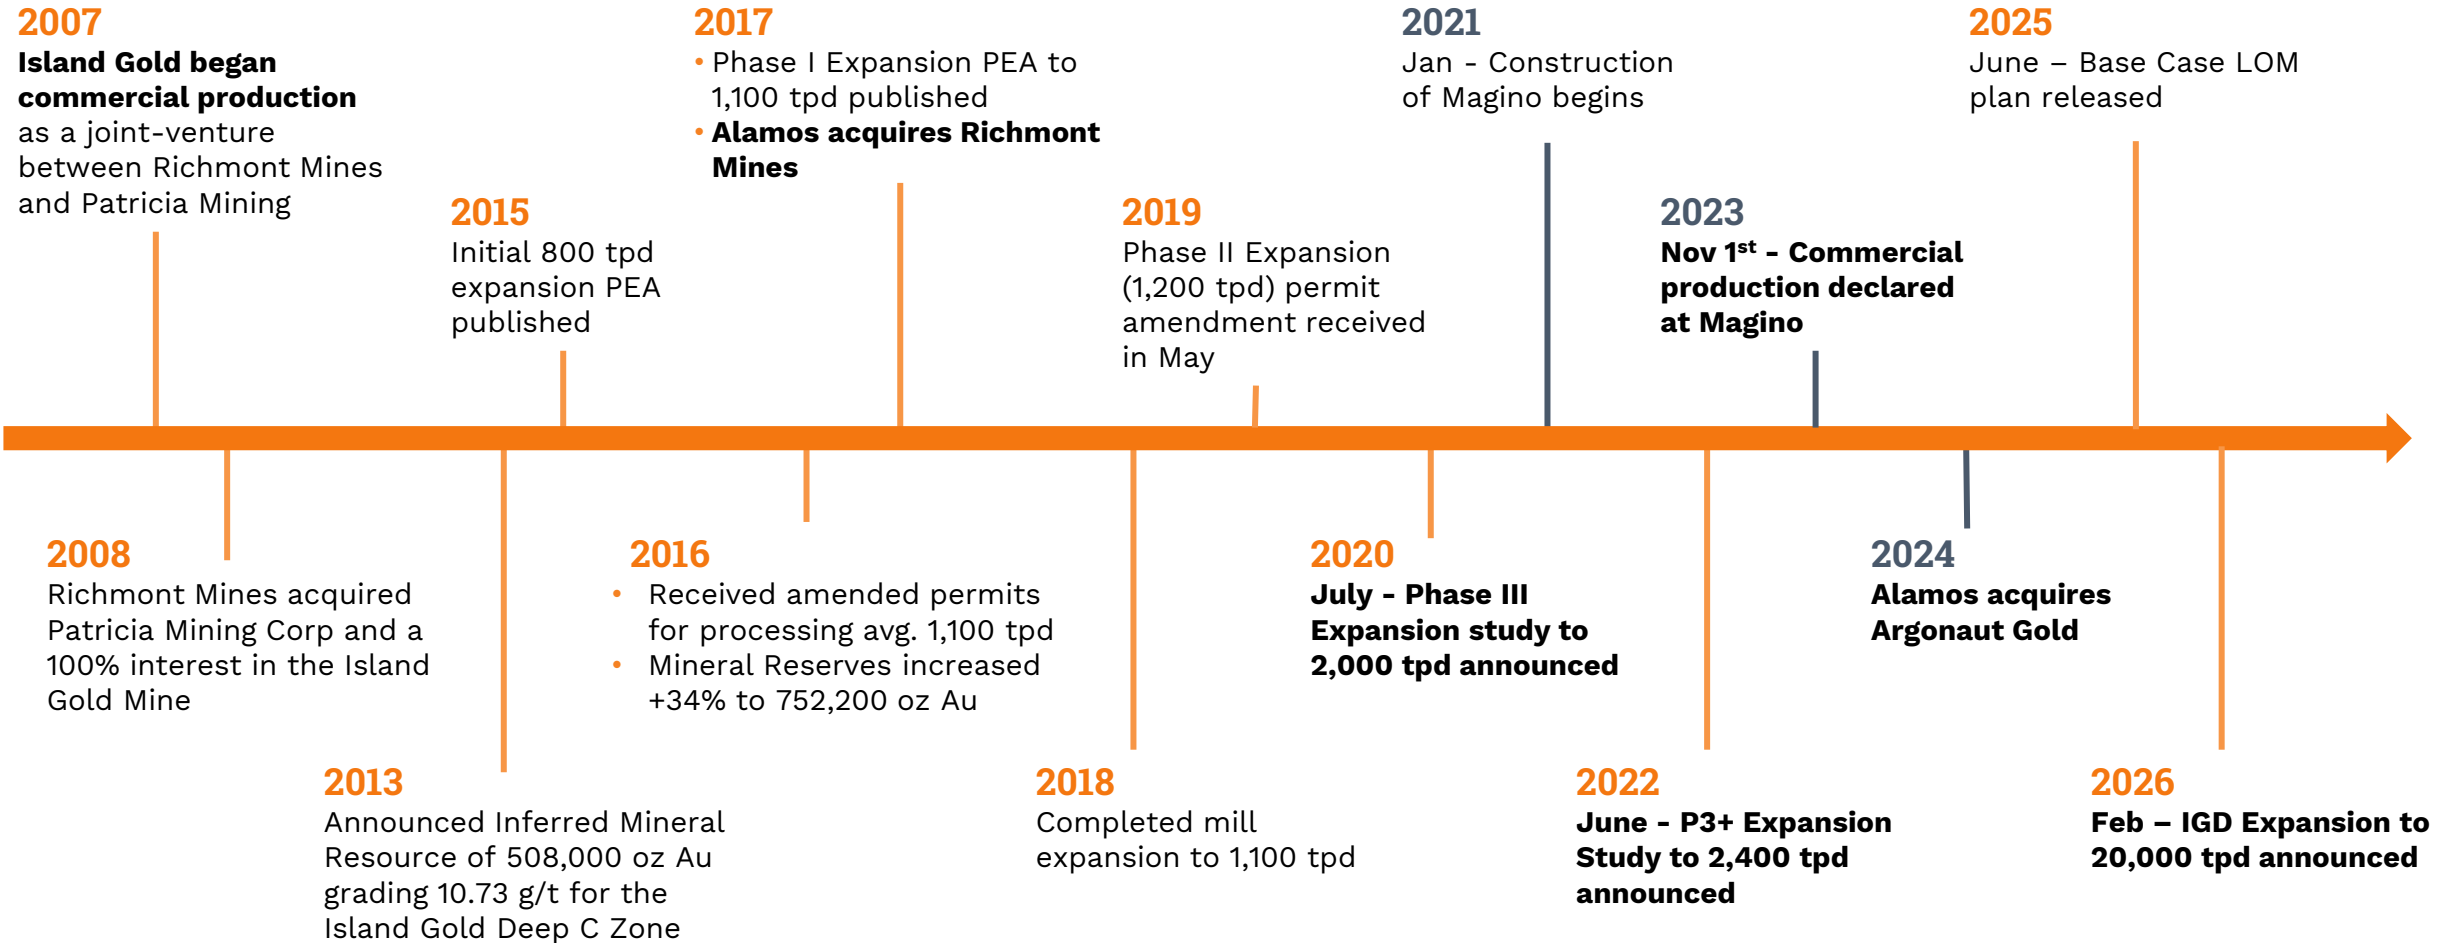 2007
Island Gold began
commercial production
as a joint-venture
between Richmont Mines
and Patricia Mining
2008
Richmont Mines acquired
Patricia Mining Corp and a
100% interest in the Island
Gold Mine
2013
Announced Inferred Mineral
Resource of 508,000 oz Au
grading 10.73 g/t for the
Island Gold Deep C Zone
2015
Initial 800 tpd
expansion PEA
published
2016
• Received amended permits
for processing avg. 1,100 tpd
• Mineral Reserves increased
+34% to 752,200 oz Au
2017
• Phase I Expansion PEA to
1,100 tpd published
• Alamos acquires Richmont
Mines
2018
Completed mill
expansion to 1,100 tpd
2019
Phase II Expansion
(1,200 tpd) permit
amendment received
in May
2020
July - Phase III
Expansion study to
2,000 tpd announced
2021
Jan - Construction
of Magino begins
2022
June - P3+ Expansion
Study to 2,400 tpd
announced
2023
Nov 1st - Commercial
production declared
at Magino
2024
Alamos acquires
Argonaut Gold
2025
June – Base Case LOM
plan released
2026
Feb – IGD Expansion to
20,000 tpd announced